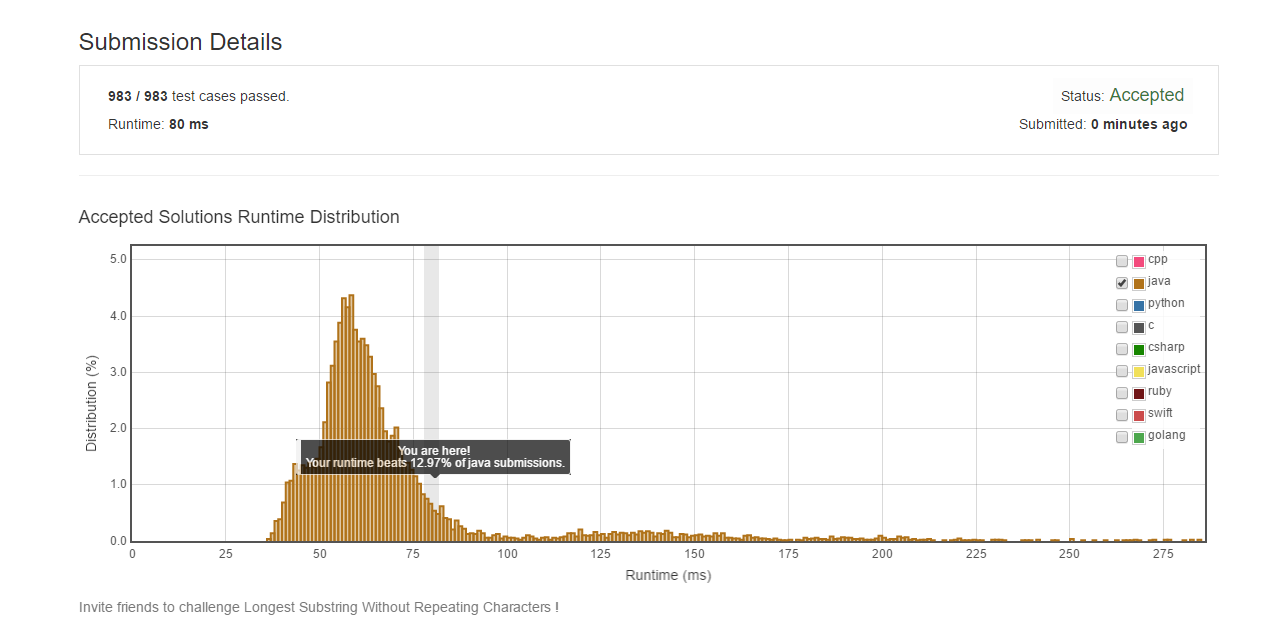 Submission Details
983 / 983 test cases passed.
Status: Accepted
Runtime: 80 ms
Submitted: 0 minutes ago
Accepted Solutions Runtime Distribution
5.0
4.0
3.0
2.0
1.0
0.0
Distribution (%)
cpp
java
python
c
csharp
javascript
ruby
swift
golang
You are here!
Your runtime beats 12.97% of java submissions.
0 25 50 75 100 125 150 175 200 225 250 275
Runtime (ms)
Invite friends to challenge Longest Substring Without Repeating Characters !